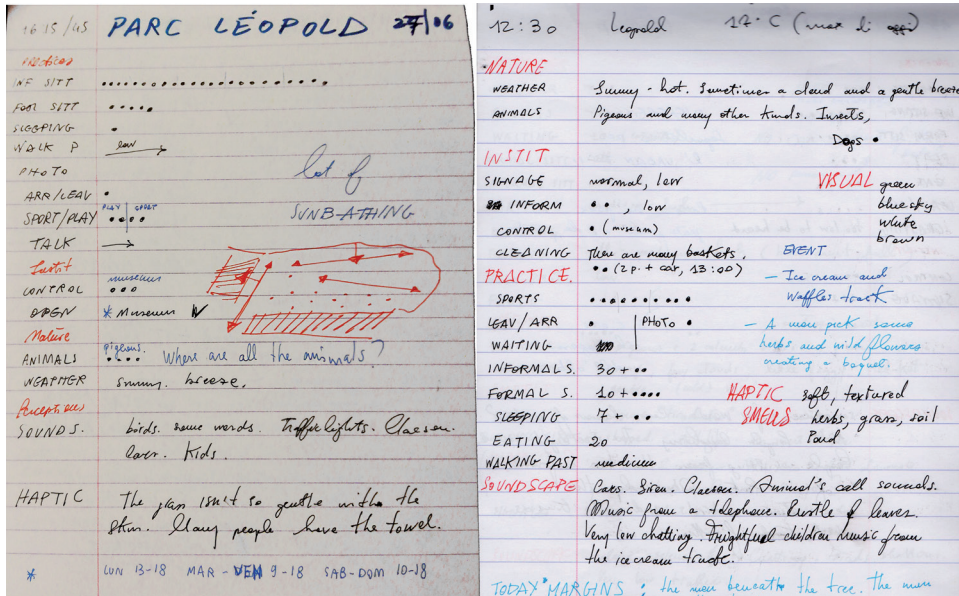 16 15 / 45 PARC LÉOPOLD 27/06
Practices
INF SITT
FOR SITT
SLEEPING
WALK P low
PHOTO
lot of
SUNBATHING
ARR/LEAV
PLAY SPORT
SPORT/PLAY
TALK
Instit
museum
CONTROL
OPEN * Museum
Nature
pigeons.
ANIMALS Where are all the animals?
WEATHER sunny. breeze.
Perceptions
SOUNDS. birds. some words. Traffic lights. Claxson.
cars. Kids.
HAPTIC The grass isn't so gentle with the
skin. Many people have the towel.
* LUN 13-18 MAR - VEN 9-18 SAB-DOM 10-18
12:30 Leopold 17° C
NATURE
WEATHER Sunny - hot. Sometimes a cloud and a gentle breeze
ANIMALS Pigeons and many other kinds. Insects,
Dogs
INSTIT
SIGNAGE normal, low
INFORM , low
CONTROL (museum)
CLEANING There are many baskets.
(2 p. + car, 13:00)
VISUAL green
blue sky
white
brown
EVENT
- Ice cream and
waffles truck
- A man pick some
herbs and wild flowers
creating a boquet.
PRACTICE.
SPORTS
LEAV/ARR PHOTO
WAITING
INFORMAL S. 30 +
FORMAL S. 10 +
SLEEPING 7 +
EATING 20
WALKING PAST medium
HAPTIC soft, textured
SMELLS herbs, grass, soil
Pond
SOUNDSCAPE Cars. Siren. Claxson. Animal's call sounds.
Music from a telephone. Rustle of leaves.
Very low chatting. Frightful children music from
the ice cream truck.
TODAY'S MARGINS : the man beneath the tree. the man